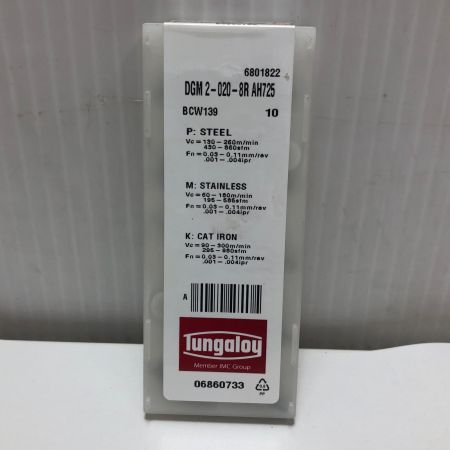 6801822
DGM 2-020-8R AH725
BCW139 10
P: STEEL
Vc=130-260m/min
430-860sfm
Fn=0.03-0.11mm/rev
.001-.004ipr
M: STAINLESS
Vc=60-180m/min
195-585sfm
Fn=0.03-0.11mm/rev
.001-.004ipr
K: CAT IRON
Vc=90-300m/min
295-980sfm
Fn=0.03-0.11mm/rev
.001-.004ipr
A
Tungaloy
Member IMC Group
06860733
PP